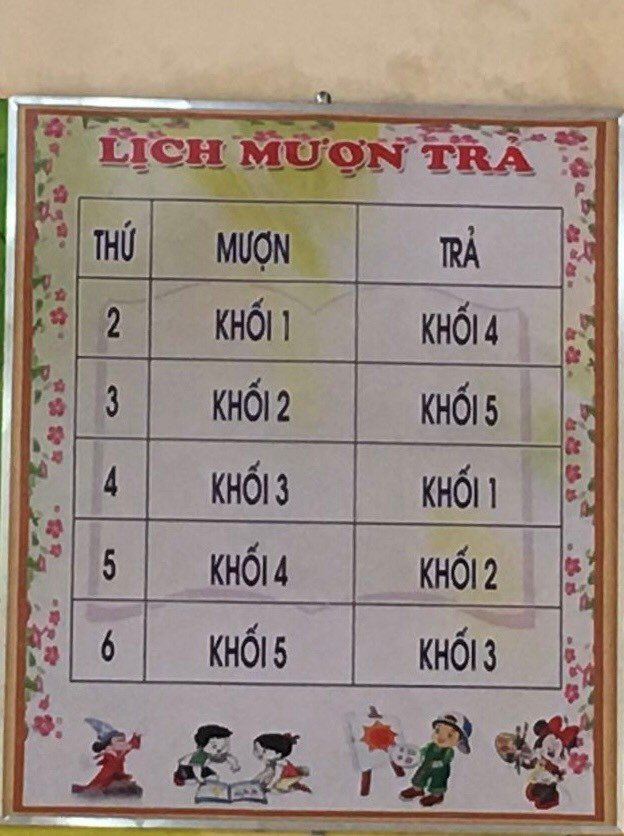 LỊCH MƯỢN TRẢ
THỨ MƯỢN TRẢ
2 KHỐI 1 KHỐI 4
3 KHỐI 2 KHỐI 5
4 KHỐI 3 KHỐI 1
5 KHỐI 4 KHỐI 2
6 KHỐI 5 KHỐI 3